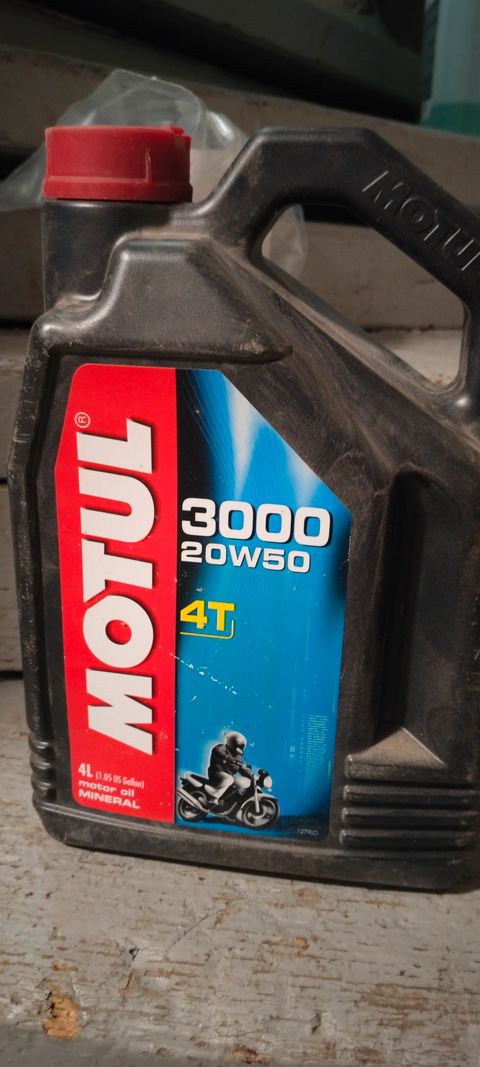 MOTUL
MOTUL®
3000
20W50
4T
4L (1.05 US Gallon)
motor oil
MINERAL